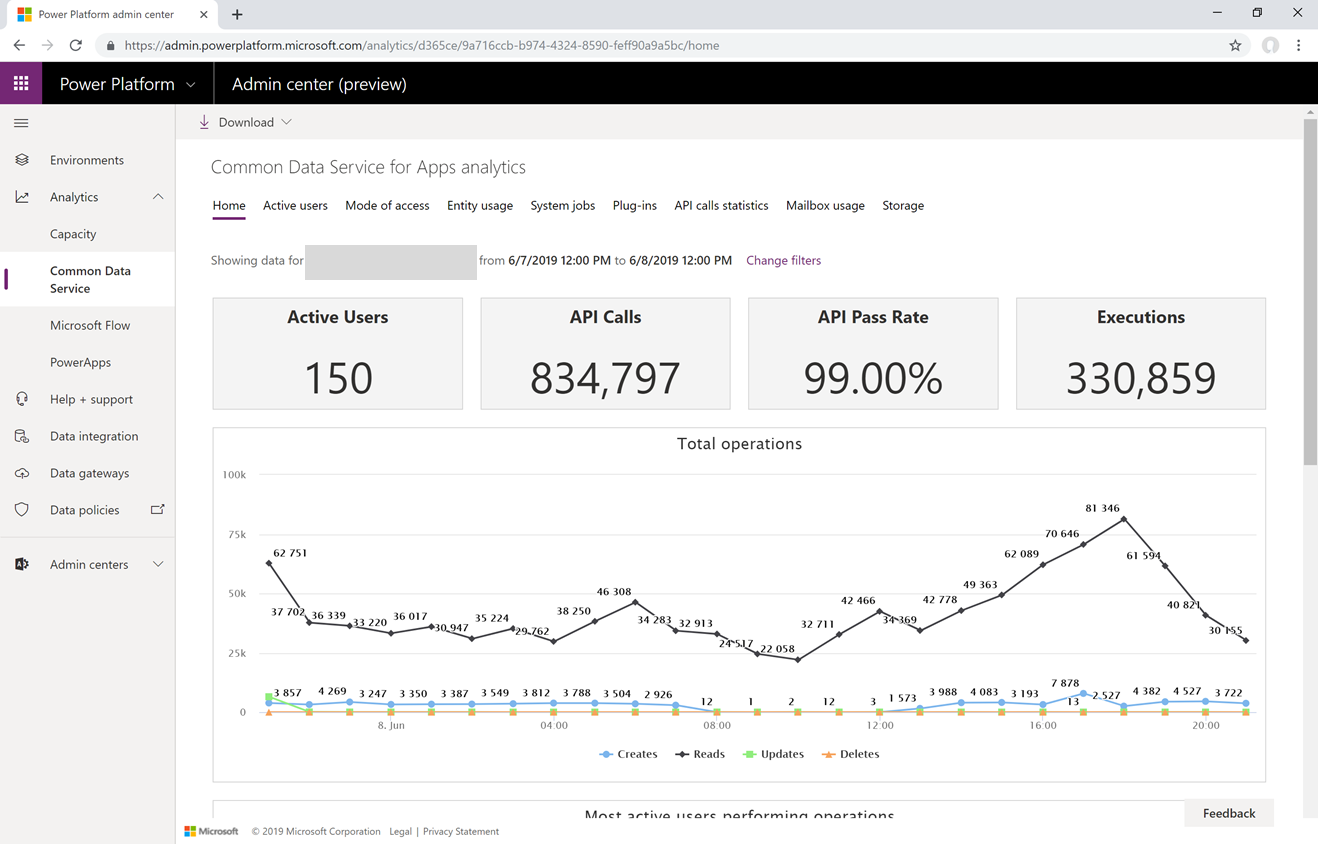 Power Platform admin center
https://admin.powerplatform.microsoft.com/analytics/d365ce/9a716ccb-b974-4324-8590-feff90a9a5bc/home
Power Platform
Admin center (preview)
Environments
Analytics
Capacity
Common Data
Service
Microsoft Flow
PowerApps
Help + support
Data integration
Data gateways
Data policies
Admin centers
Download
Common Data Service for Apps analytics
Home Active users Mode of access Entity usage System jobs Plug-ins API calls statistics Mailbox usage Storage
Showing data for from 6/7/2019 12:00 PM to 6/8/2019 12:00 PM Change filters
Active Users
150
API Calls
834,797
API Pass Rate
99.00%
Executions
330,859
Total operations
100k
75k
50k
25k
0
62 751 37 702 36 339 33 220 36 017 30 947 35 224 29 762 38 250 46 308 34 283 32 913 24 517 22 058 32 711 42 466 34 369 42 778 49 363 62 089 70 646 81 346 61 594 40 821 30 155
3 857 4 269 3 247 3 350 3 387 3 549 3 812 3 788 3 504 2 926 12 1 2 12 3 1 573 3 988 4 083 3 193 7 878 13 2 527 4 382 4 527 3 722
8. Jun 04:00 08:00 12:00 16:00 20:00
Creates Reads Updates Deletes
Most active users performing operations
Feedback
Microsoft © 2019 Microsoft Corporation Legal | Privacy Statement